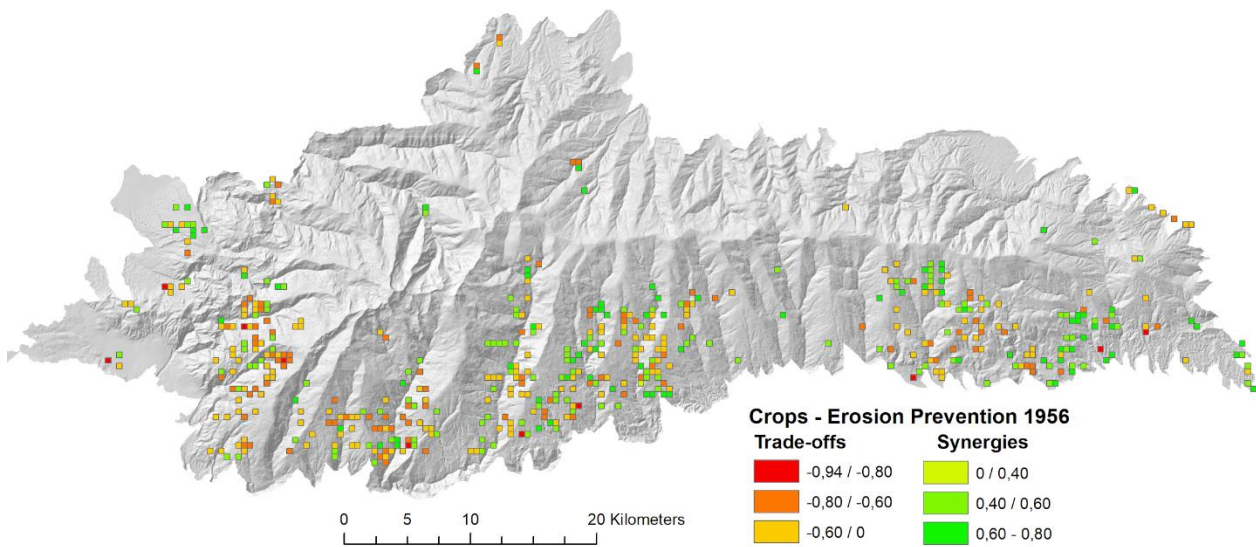 Crops - Erosion Prevention 1956
Trade-offs Synergies
-0,94 / -0,80 0 / 0,40
-0,80 / -0,60 0,40 / 0,60
-0,60 / 0 0,60 - 0,80
0 5 10 20 Kilometers